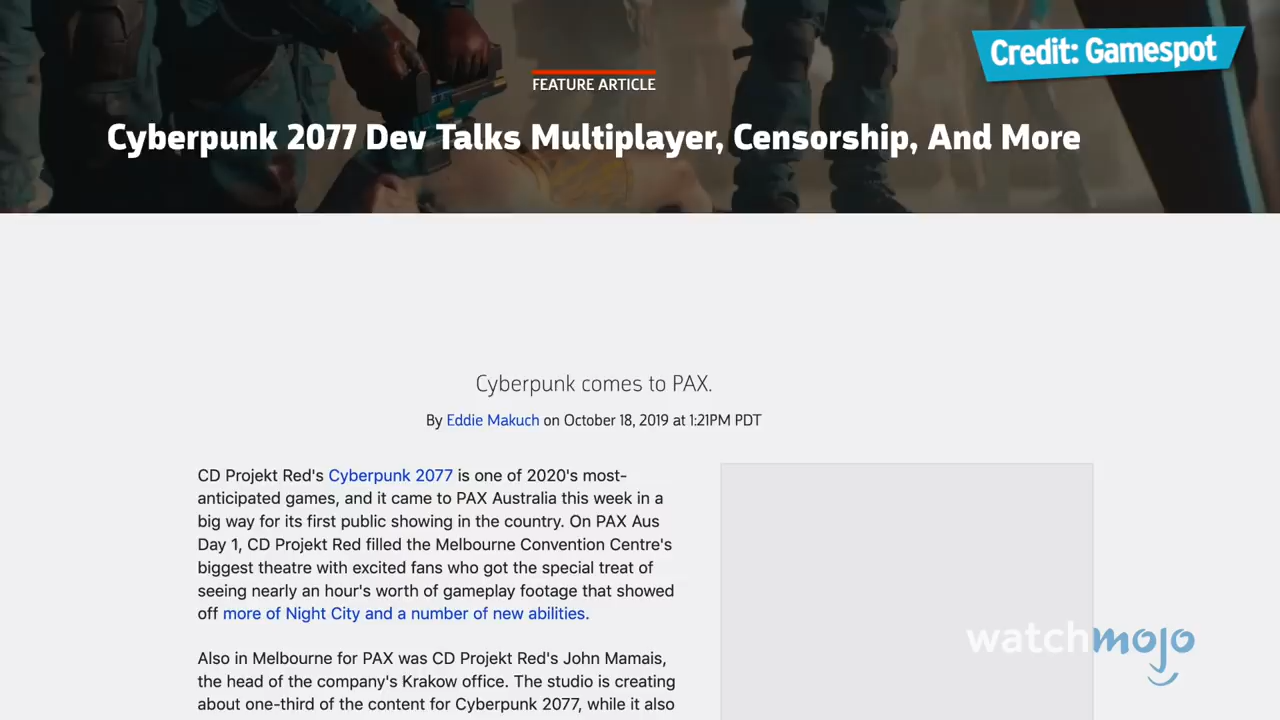 Credit: Gamespot
FEATURE ARTICLE
Cyberpunk 2077 Dev Talks Multiplayer, Censorship, And More
Cyberpunk comes to PAX.
By Eddie Makuch on October 18, 2019 at 1:21PM PDT
CD Projekt Red's Cyberpunk 2077 is one of 2020's most-
anticipated games, and it came to PAX Australia this week in a
big way for its first public showing in the country. On PAX Aus
Day 1, CD Projekt Red filled the Melbourne Convention Centre's
biggest theatre with excited fans who got the special treat of
seeing nearly an hour's worth of gameplay footage that showed
off more of Night City and a number of new abilities.
Also in Melbourne for PAX was CD Projekt Red's John Mamais,
the head of the company's Krakow office. The studio is creating
about one-third of the content for Cyberpunk 2077, while it also
watchmojo